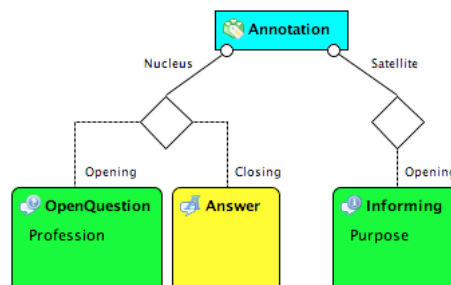 Annotation
Nucleus
Satellite
Opening
Closing
Opening
OpenQuestion
Profession
Answer
Informing
Purpose